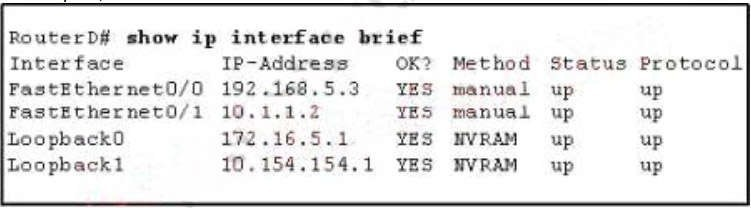 RouterD# show ip interface brief
Interface IP-Address OK? Method Status Protocol
FastEthernet0/0 192.168.5.3 YES manual up up
FastEthernet0/1 10.1.1.2 YES manual up up
Loopback0 172.16.5.1 YES NVRAM up up
Loopback1 10.154.154.1 YES NVRAM up up